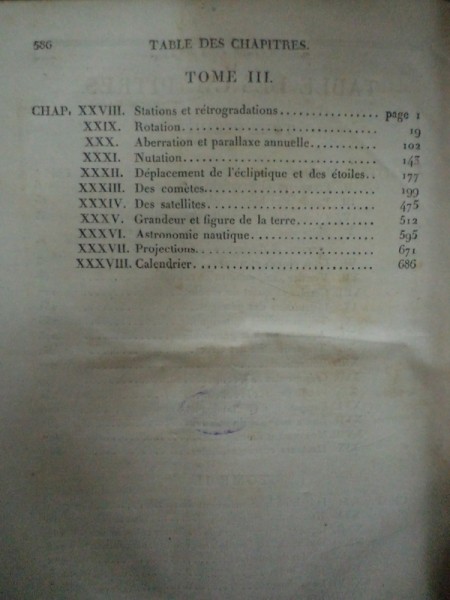 586 TABLE DES CHAPITRES.
TOME III.
CHAP. XXVIII. Stations et rétrogradations................ page 1
XXIX. Rotation........................... 19
XXX. Aberration et parallaxe annuelle......... 102
XXXI. Nutation........................... 143
XXXII. Déplacement de l'écliptique et des étoiles.. 177
XXXIII. Des comètes........................ 199
XXXIV. Des satellites........................ 475
XXXV. Grandeur et figure de la terre........... 512
XXXVI. Astronomie nautique.................. 595
XXXVII. Projections......................... 671
XXXVIII. Calendrier.......................... 686